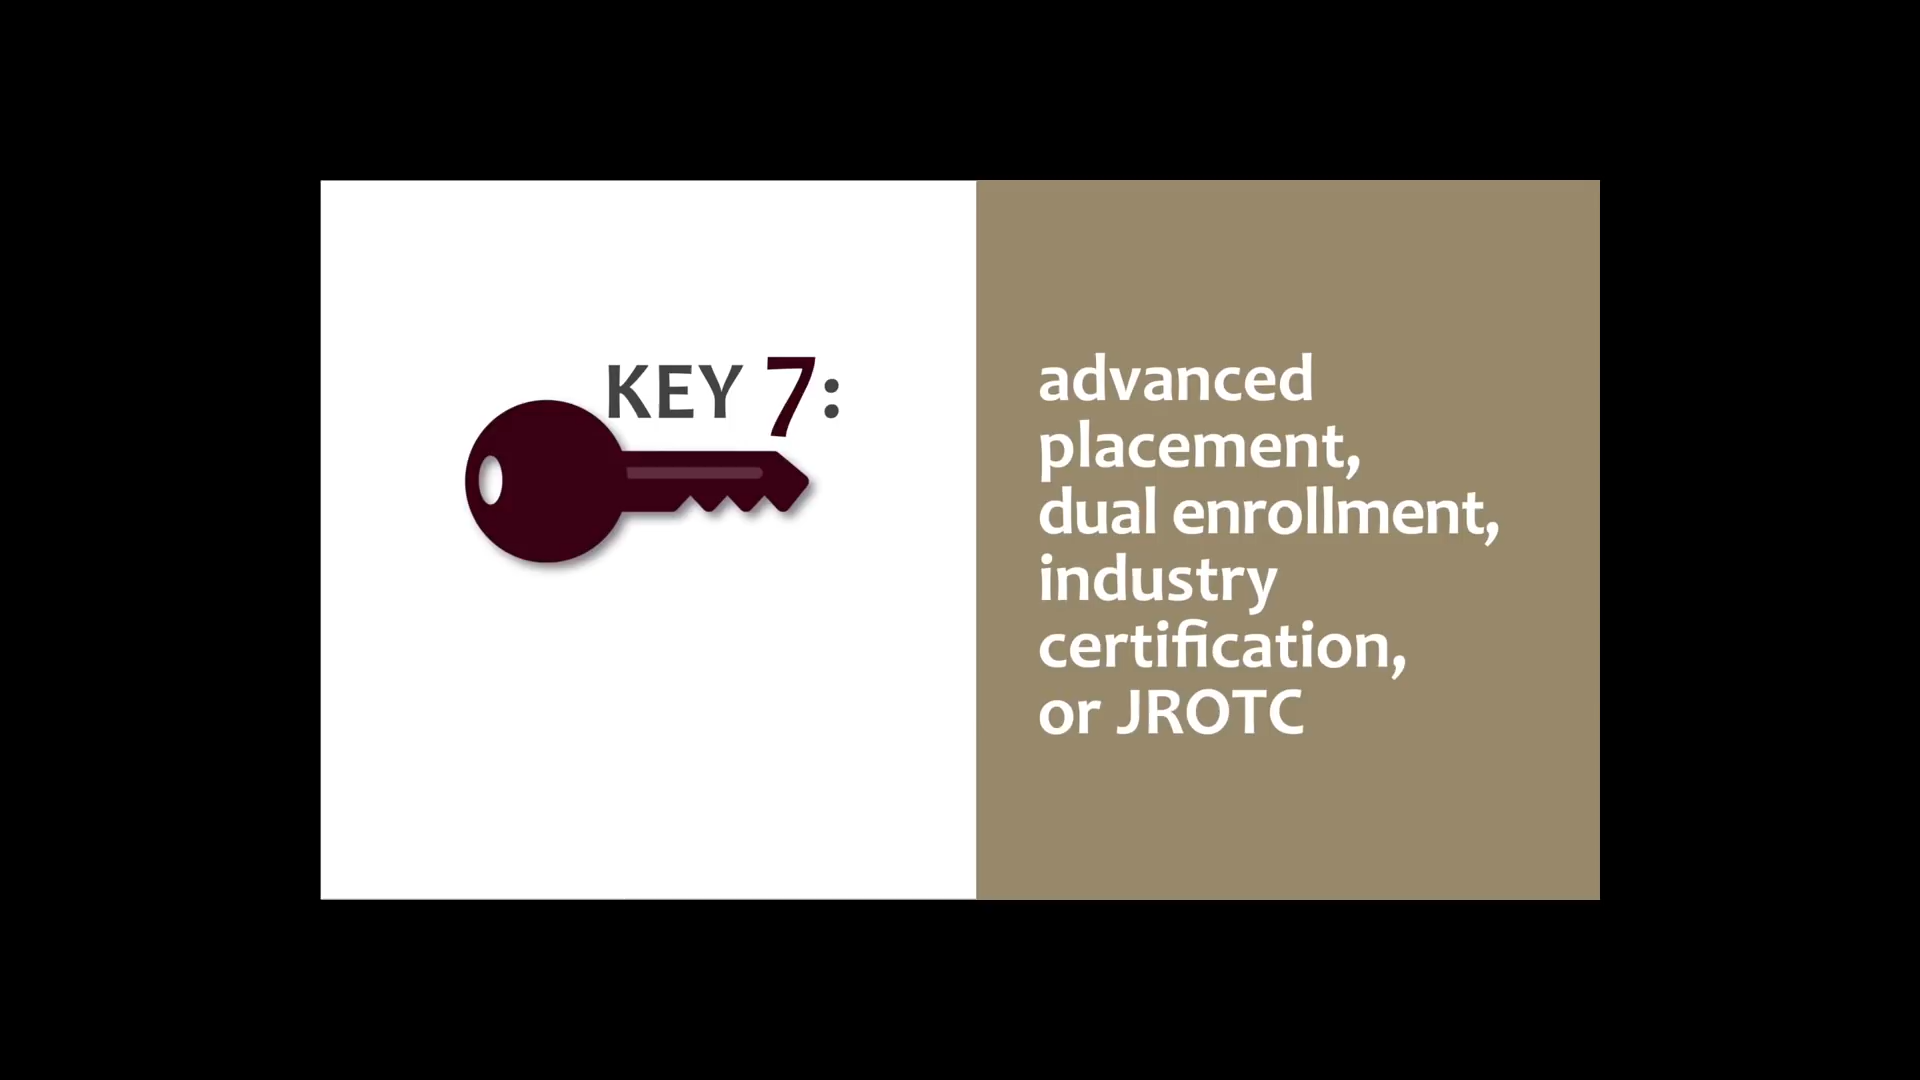 KEY 7:
advanced
placement,
dual enrollment,
industry
certification,
or JROTC